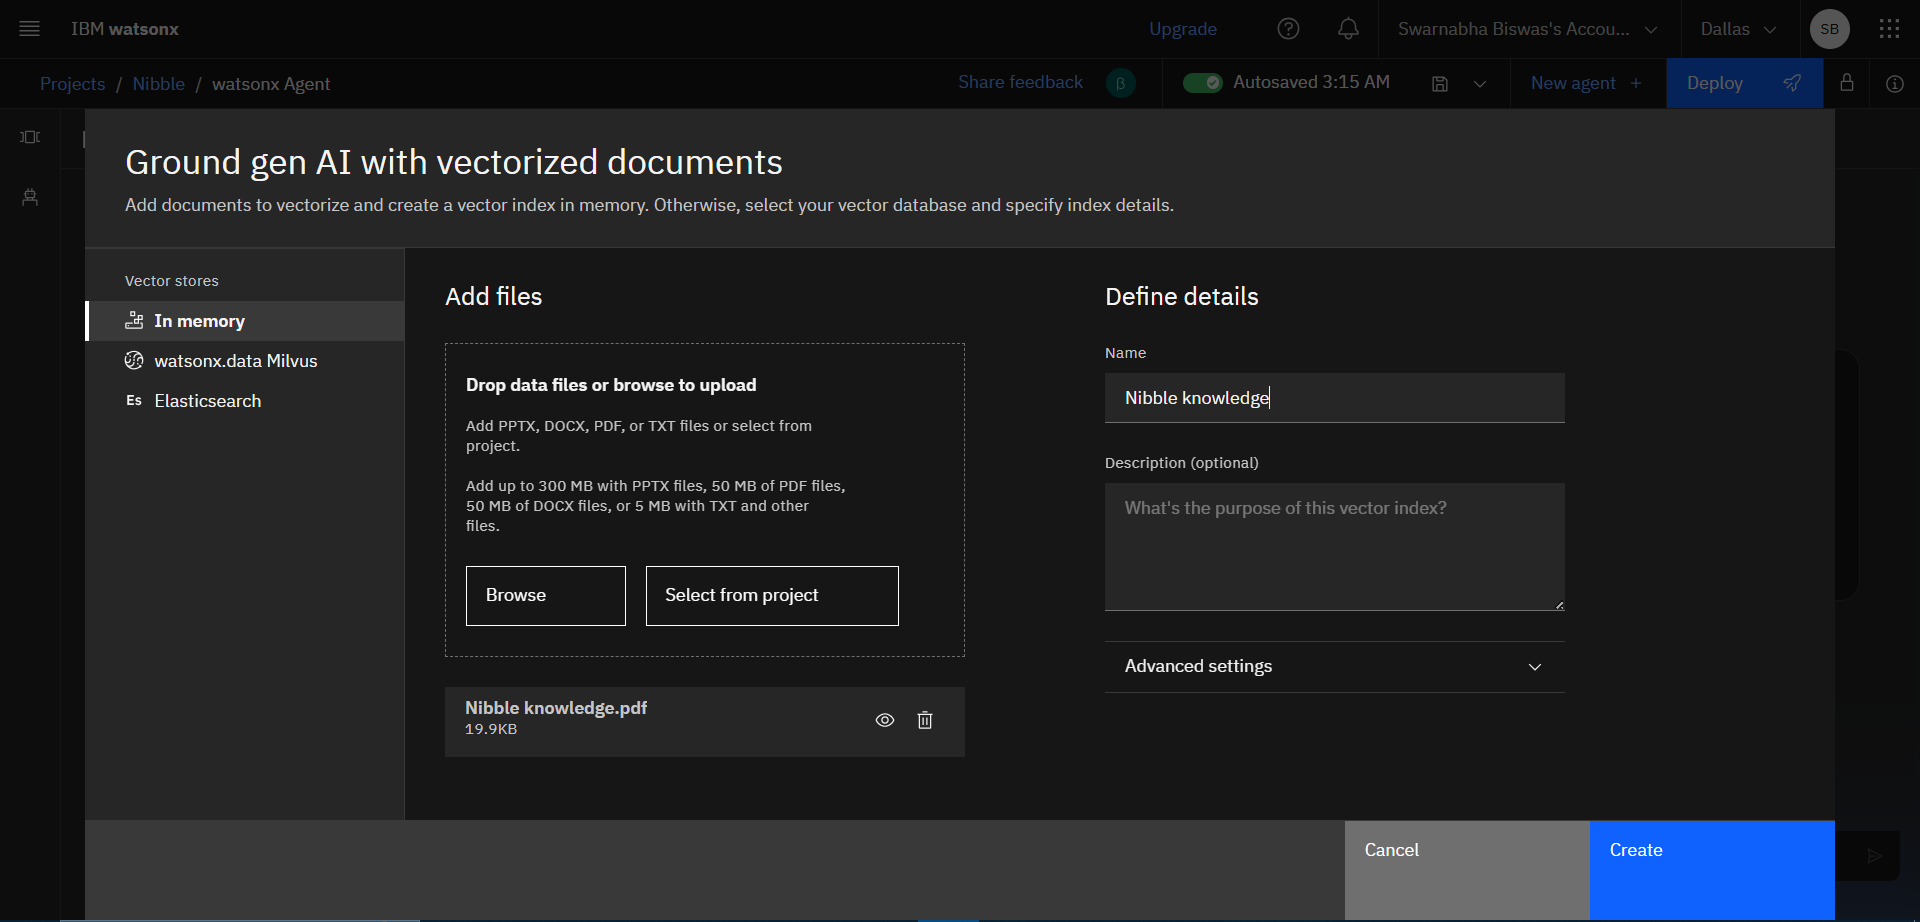 IBM watsonx
Upgrade
Swarnabha Biswas's Accou...
Dallas
SB
Projects / Nibble / watsonx Agent
Share feedback
β
Autosaved 3:15 AM
New agent +
Deploy
Ground gen AI with vectorized documents
Add documents to vectorize and create a vector index in memory. Otherwise, select your vector database and specify index details.
Vector stores
In memory
watsonx.data Milvus
Es Elasticsearch
Add files
Drop data files or browse to upload
Add PPTX, DOCX, PDF, or TXT files or select from
project.
Add up to 300 MB with PPTX files, 50 MB of PDF files,
50 MB of DOCX files, or 5 MB with TXT and other
files.
Browse
Select from project
Nibble knowledge.pdf
19.9KB
Define details
Name
Nibble knowledge
Description (optional)
What's the purpose of this vector index?
Advanced settings
Cancel
Create